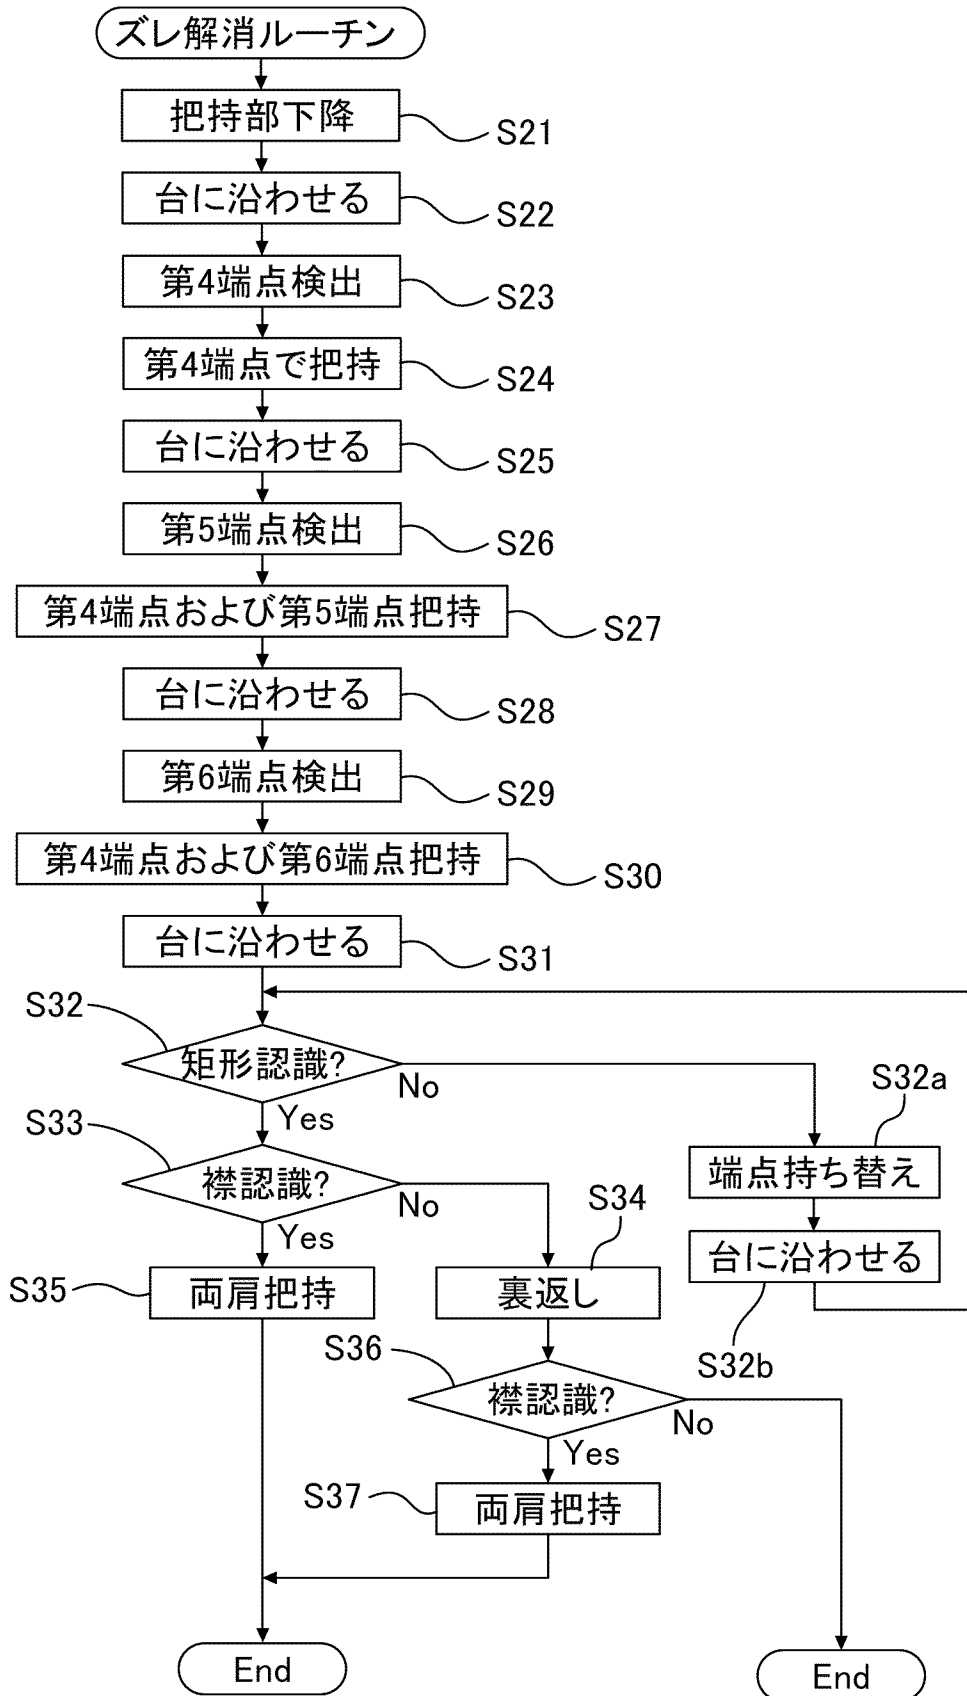 ズレ解消ルーチン
把持部下降
S21
台に沿わせる
S22
第4端点検出
S23
第4端点で把持
S24
台に沿わせる
S25
第5端点検出
S26
第4端点および第5端点把持
S27
台に沿わせる
S28
第6端点検出
S29
第4端点および第6端点把持
S30
台に沿わせる
S31
S32
矩形認識?
No
Yes
S32a
端点持ち替え
台に沿わせる
S32b
S33
襟認識?
No
Yes
S34
裏返し
S35
両肩把持
S36
襟認識?
No
Yes
S37
両肩把持
End
End